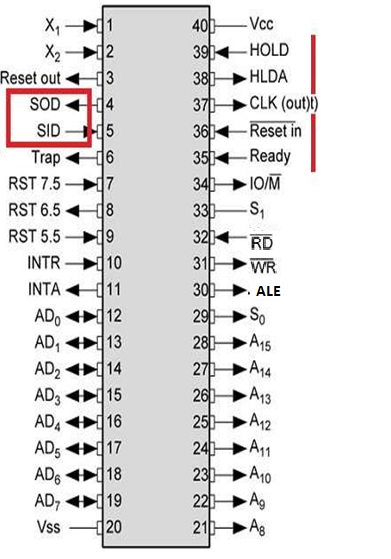 X₁ 1 40 Vcc
X₂ 2 39 HOLD
Reset out 3 38 HLDA
SOD 4 37 CLK (out)t)
SID 5 36 Reset in
Trap 6 35 Ready
RST 7.5 7 34 IO/M
RST 6.5 8 33 S₁
RST 5.5 9 32 RD
INTR 10 31 WR
INTA 11 30 ALE
AD₀ 12 29 S₀
AD₁ 13 28 A₁₅
AD₂ 14 27 A₁₄
AD₃ 15 26 A₁₃
AD₄ 16 25 A₁₂
AD₅ 17 24 A₁₁
AD₆ 18 23 A₁₀
AD₇ 19 22 A₉
Vss 20 21 A₈